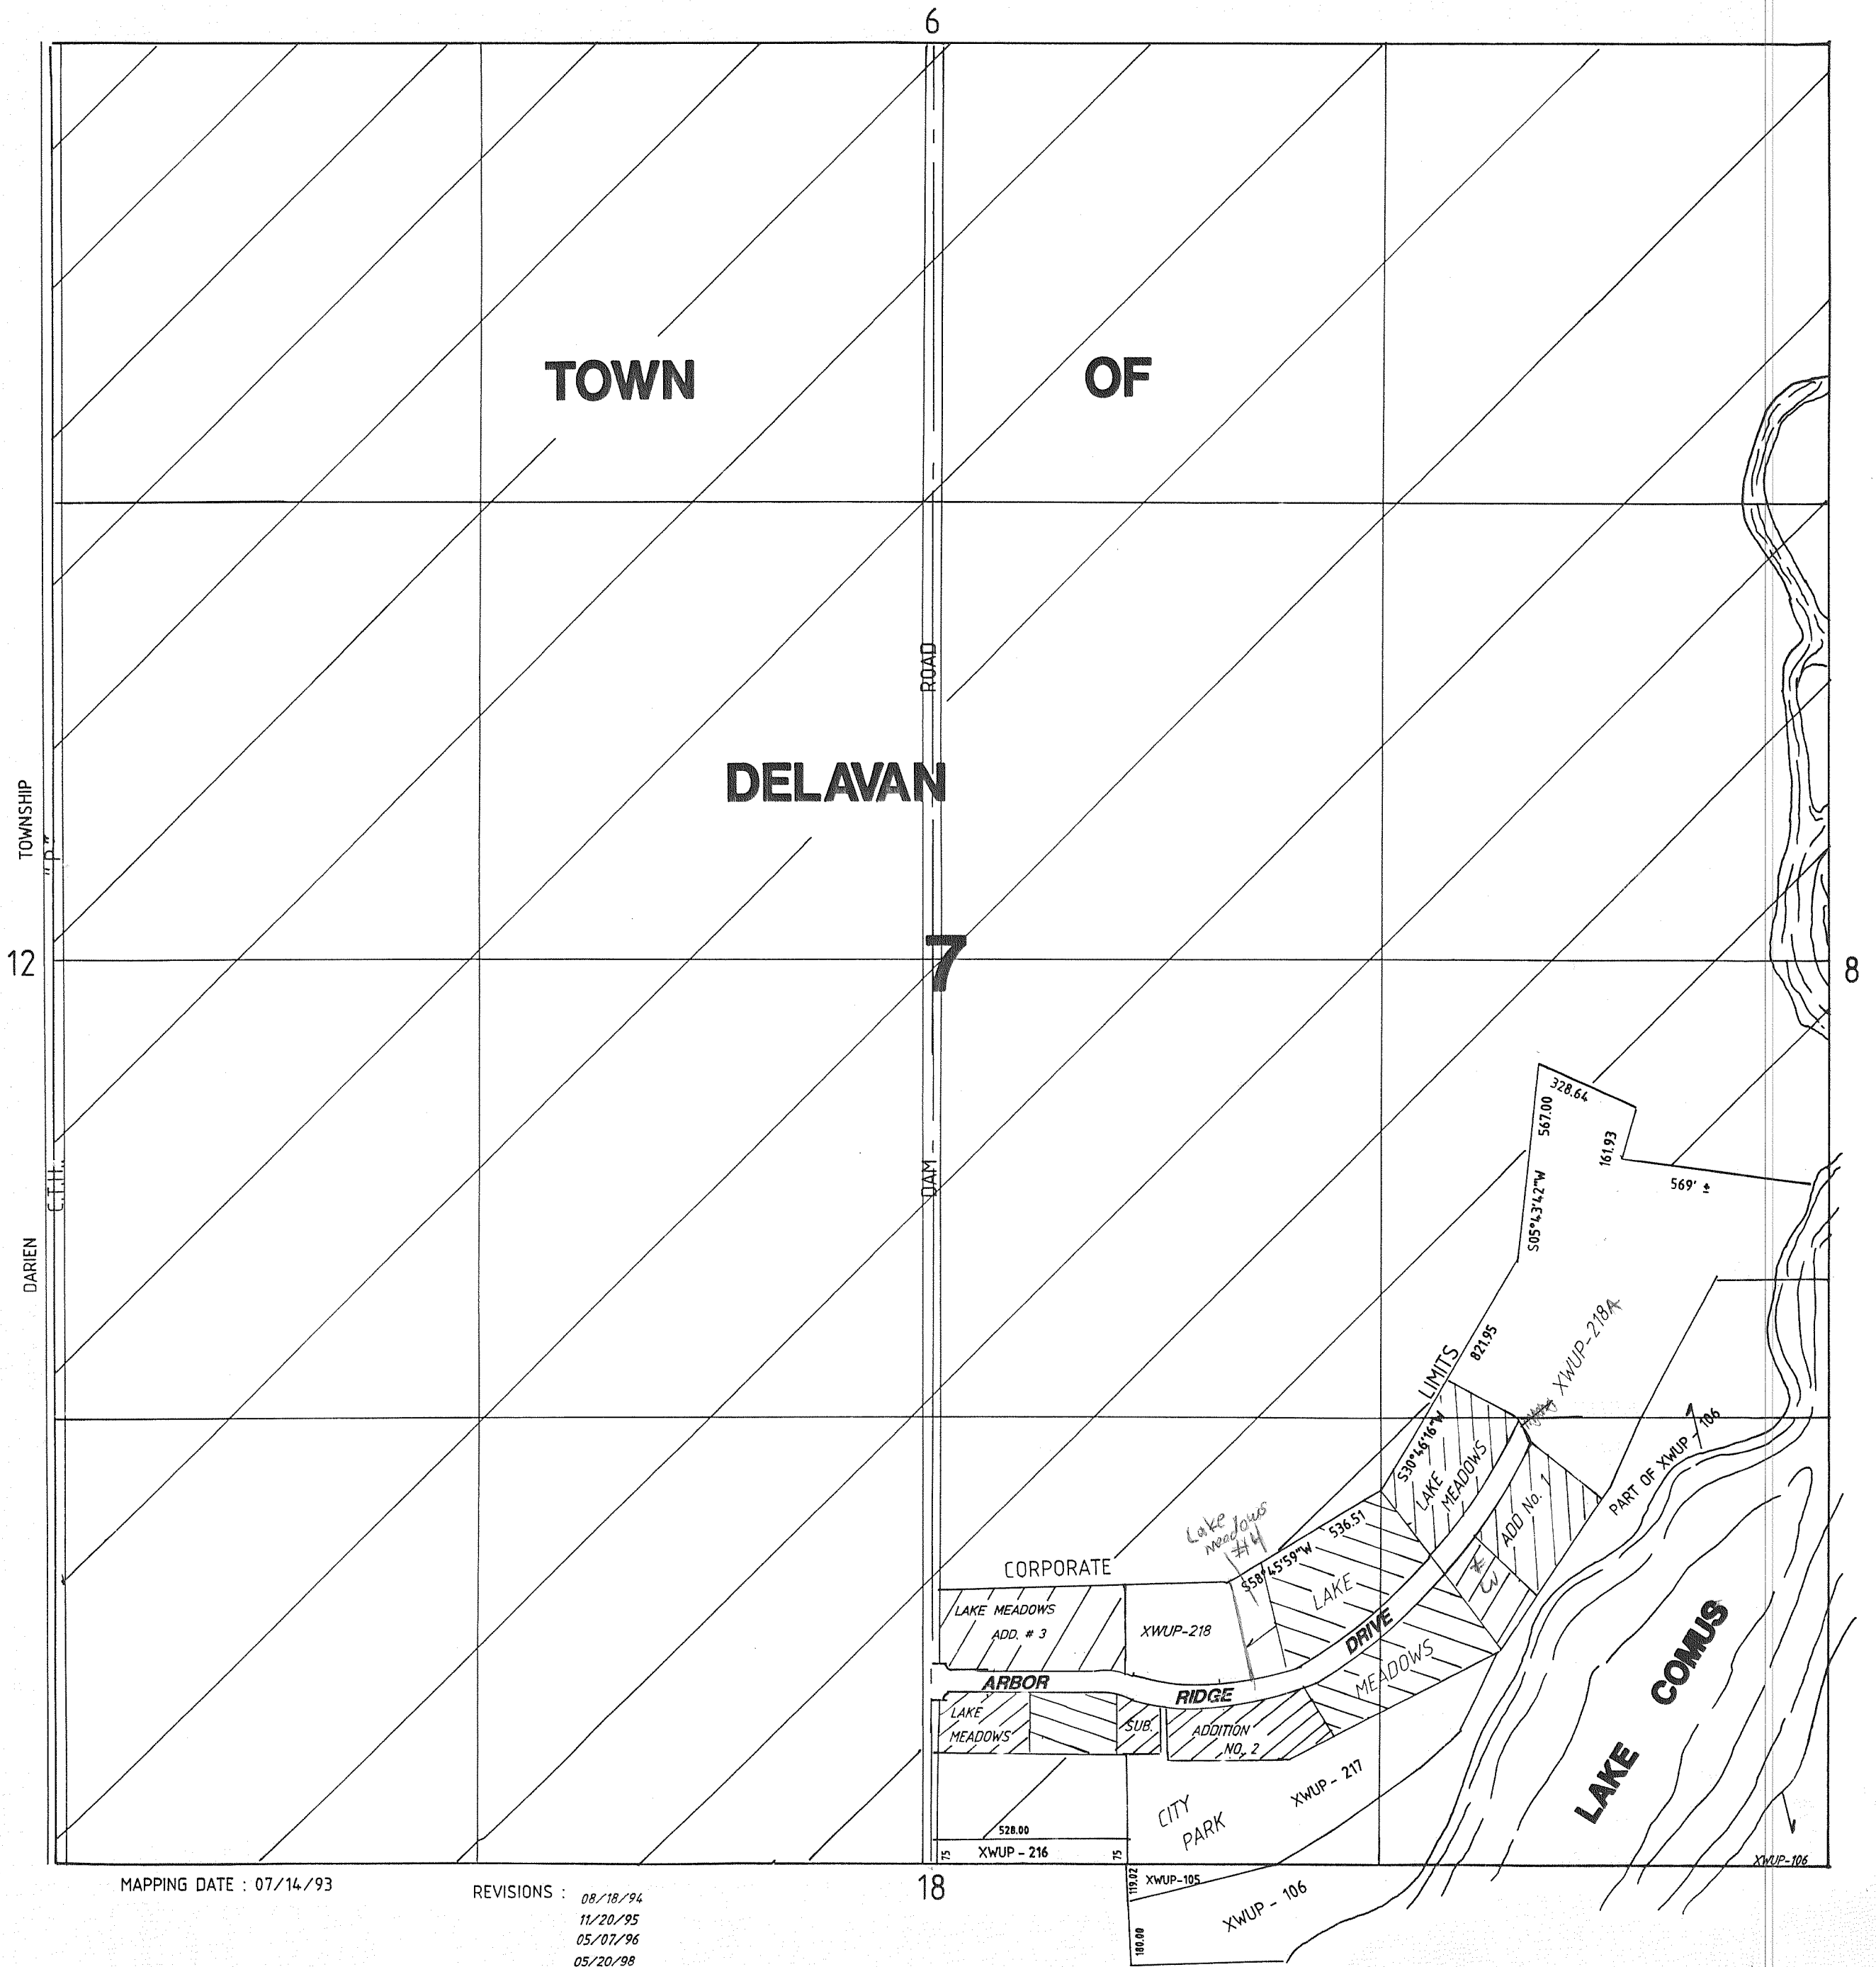 6
TOWN OF
ROAD
DELAVAN
TOWNSHIP
"P"
7
12
8
328.64
567.00
161.93
569' ±
S05°43'42"W
DAM
C.T.H.
DARIEN
XWUP-218A
821.95
LIMITS
S30°46'16"W
PART OF XWUP-106
LAKE
MEADOWS
ADD No. 1
536.51
Lake
meadows
#4
S58°45'59"W
CORPORATE
LAKE
# 3
LAKE MEADOWS
ADD. # 3
XWUP-218
DRIVE
MEADOWS
LAKE COMUS
ARBOR
RIDGE
LAKE
MEADOWS
SUB.
ADDITION
NO. 2
XWUP - 217
CITY
PARK
528.00
75
XWUP - 216
75
XWUP-106
MAPPING DATE : 07/14/93
18
119.02
XWUP-105
XWUP - 106
180.00
REVISIONS : 08/18/94
11/20/95
05/07/96
05/20/98